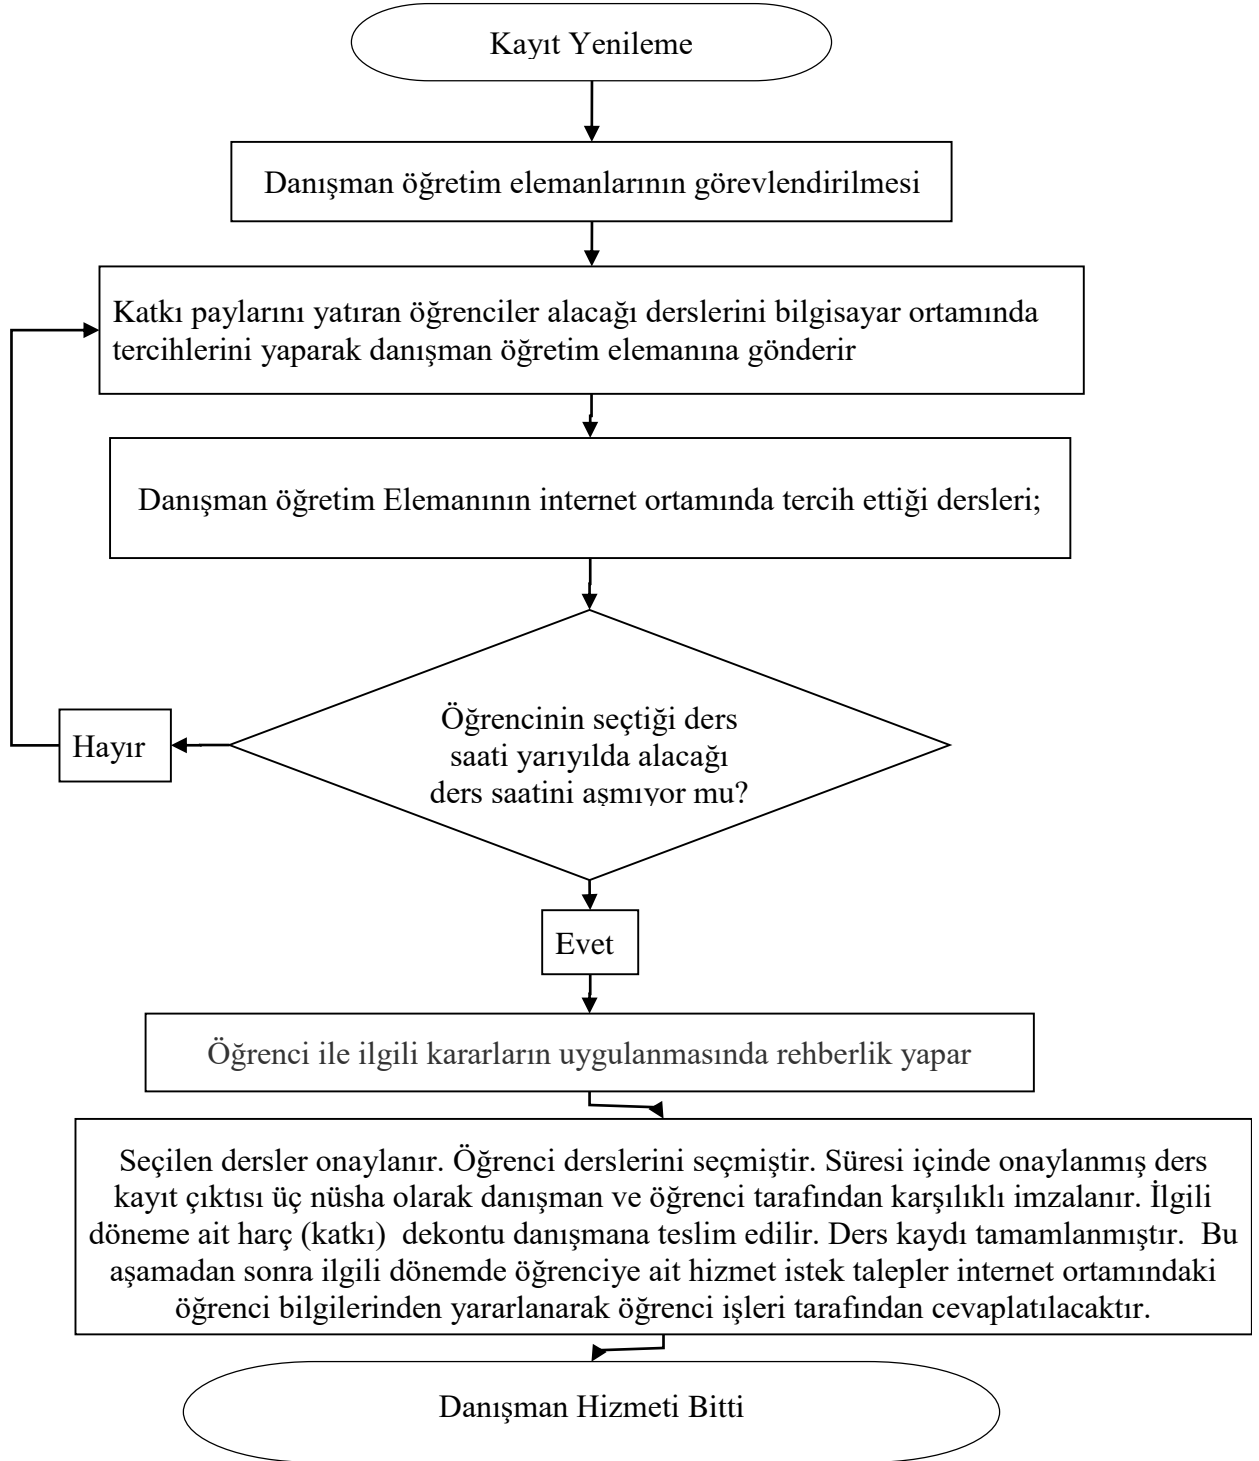 Kayıt Yenileme
Danışman öğretim elemanlarının görevlendirilmesi
Katkı paylarını yatıran öğrenciler alacağı derslerini bilgisayar ortamında
tercihlerini yaparak danışman öğretim elemanına gönderir
Danışman öğretim Elemanının internet ortamında tercih ettiği dersleri;
Öğrencinin seçtiği ders
saati yarıyılda alacağı
ders saatini aşmıyor mu?
Hayır
Evet
Öğrenci ile ilgili kararların uygulanmasında rehberlik yapar
Seçilen dersler onaylanır. Öğrenci derslerini seçmiştir. Süresi içinde onaylanmış ders
kayıt çıktısı üç nüsha olarak danışman ve öğrenci tarafından karşılıklı imzalanır. İlgili
döneme ait harç (katkı)  dekontu danışmana teslim edilir. Ders kaydı tamamlanmıştır.  Bu
aşamadan sonra ilgili dönemde öğrenciye ait hizmet istek talepler internet ortamındaki
öğrenci bilgilerinden yararlanarak öğrenci işleri tarafından cevaplatılacaktır.
Danışman Hizmeti Bitti